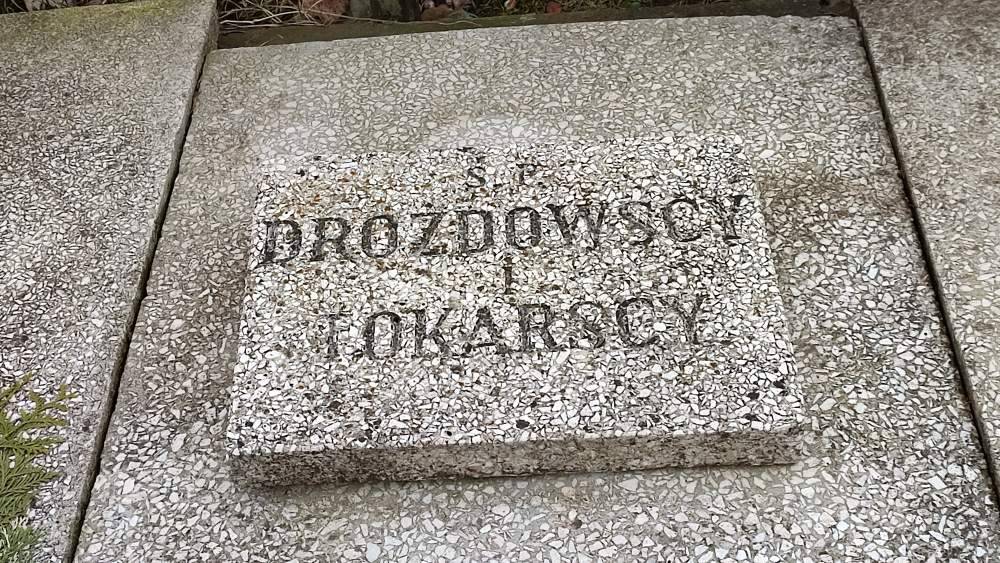 Ś. P.
DROZDOWSCY
I
TOKARSCY